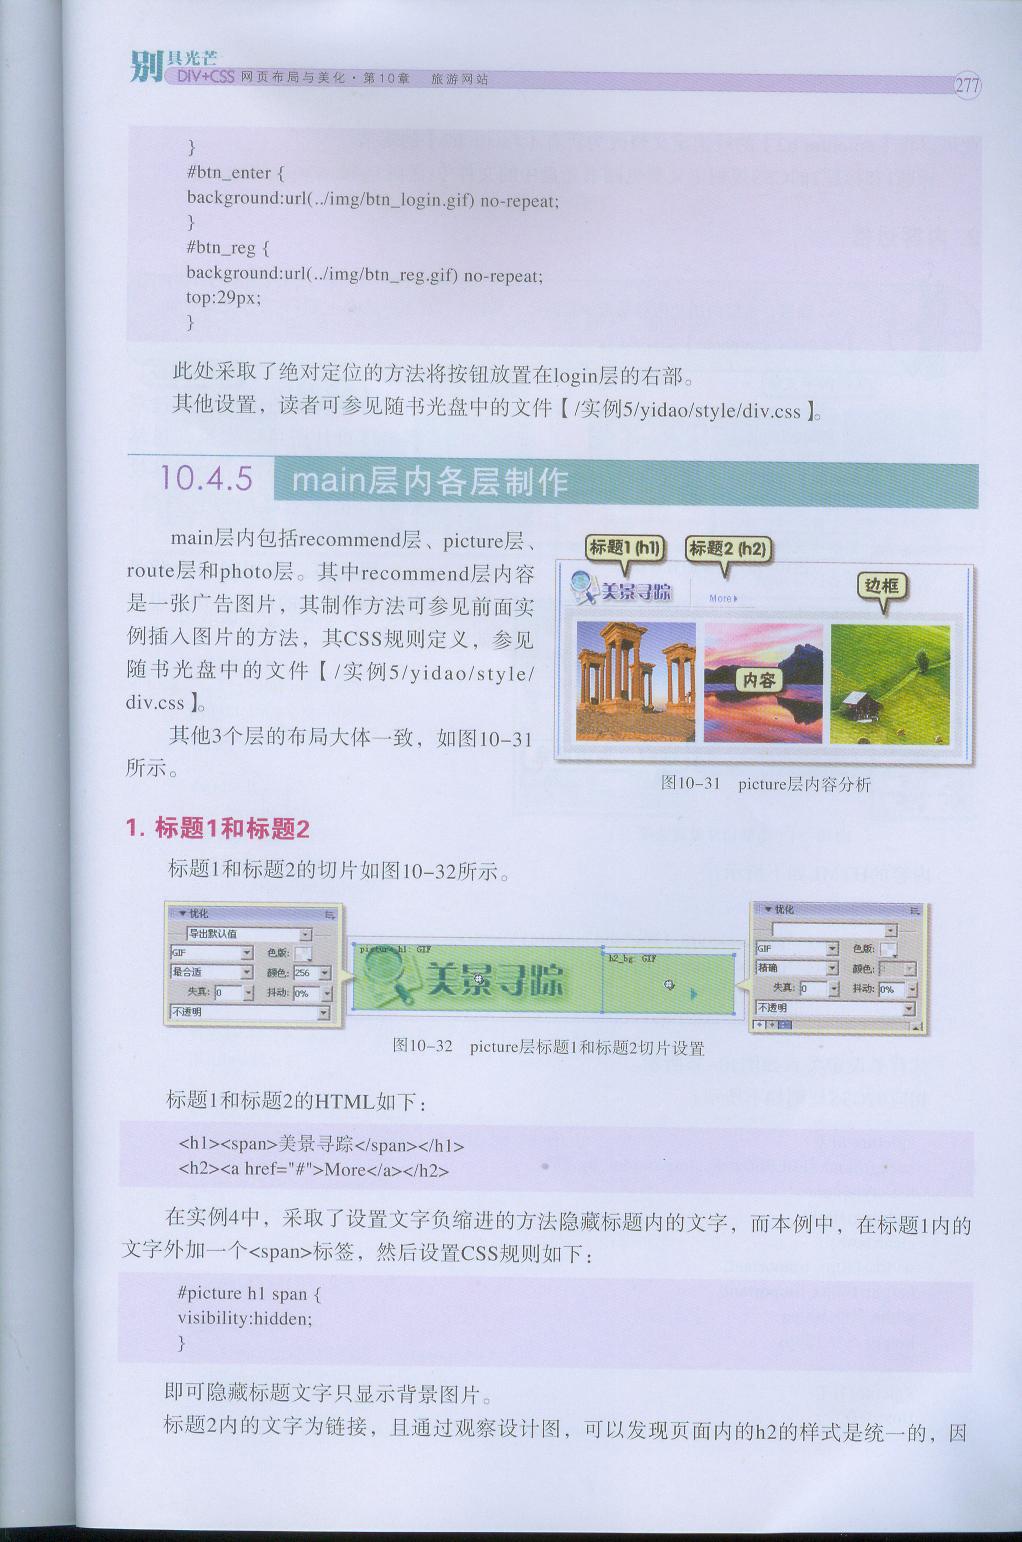 别具光芒
DIV+CSS 网页布局与美化·第10章 旅游网站
277
}
#btn_enter {
background:url(../img/btn_login.gif) no-repeat;
}
#btn_reg {
background:url(../img/btn_reg.gif) no-repeat;
top:29px;
}
此处采取了绝对定位的方法将按钮放置在login层的右部。
其他设置，读者可参见随书光盘中的文件【/实例5/yidao/style/div.css】。
10.4.5 main层内各层制作
main层内包括recommend层、picture层、
route层和photo层。其中recommend层内容
是一张广告图片，其制作方法可参见前面实
例插入图片的方法，其CSS规则定义，参见
随书光盘中的文件【/实例5/yidao/style/
div.css】。
其他3个层的布局大体一致，如图10-31
所示。
标题1 (h1)
标题2 (h2)
边框
美景寻踪
More
内容
图10-31 picture层内容分析
1. 标题1和标题2
标题1和标题2的切片如图10-32所示。
优化
导出默认值
GIF 色版:
最合适 颜色: 256
失真: 0 抖动: 0%
不透明
picture_h1: GIF
美景寻踪
h2_bg: GIF
优化
GIF 色版:
精确 颜色:
失真: 0 抖动: 0%
不透明
图10-32 picture层标题1和标题2切片设置
标题1和标题2的HTML如下：
<h1><span>美景寻踪</span></h1>
<h2><a href="#">More</a></h2>
在实例4中，采取了设置文字负缩进的方法隐藏标题内的文字，而本例中，在标题1内的
文字外加一个<span>标签，然后设置CSS规则如下：
#picture h1 span {
visibility:hidden;
}
即可隐藏标题文字只显示背景图片。
标题2内的文字为链接，且通过观察设计图，可以发现页面内的h2的样式是统一的，因